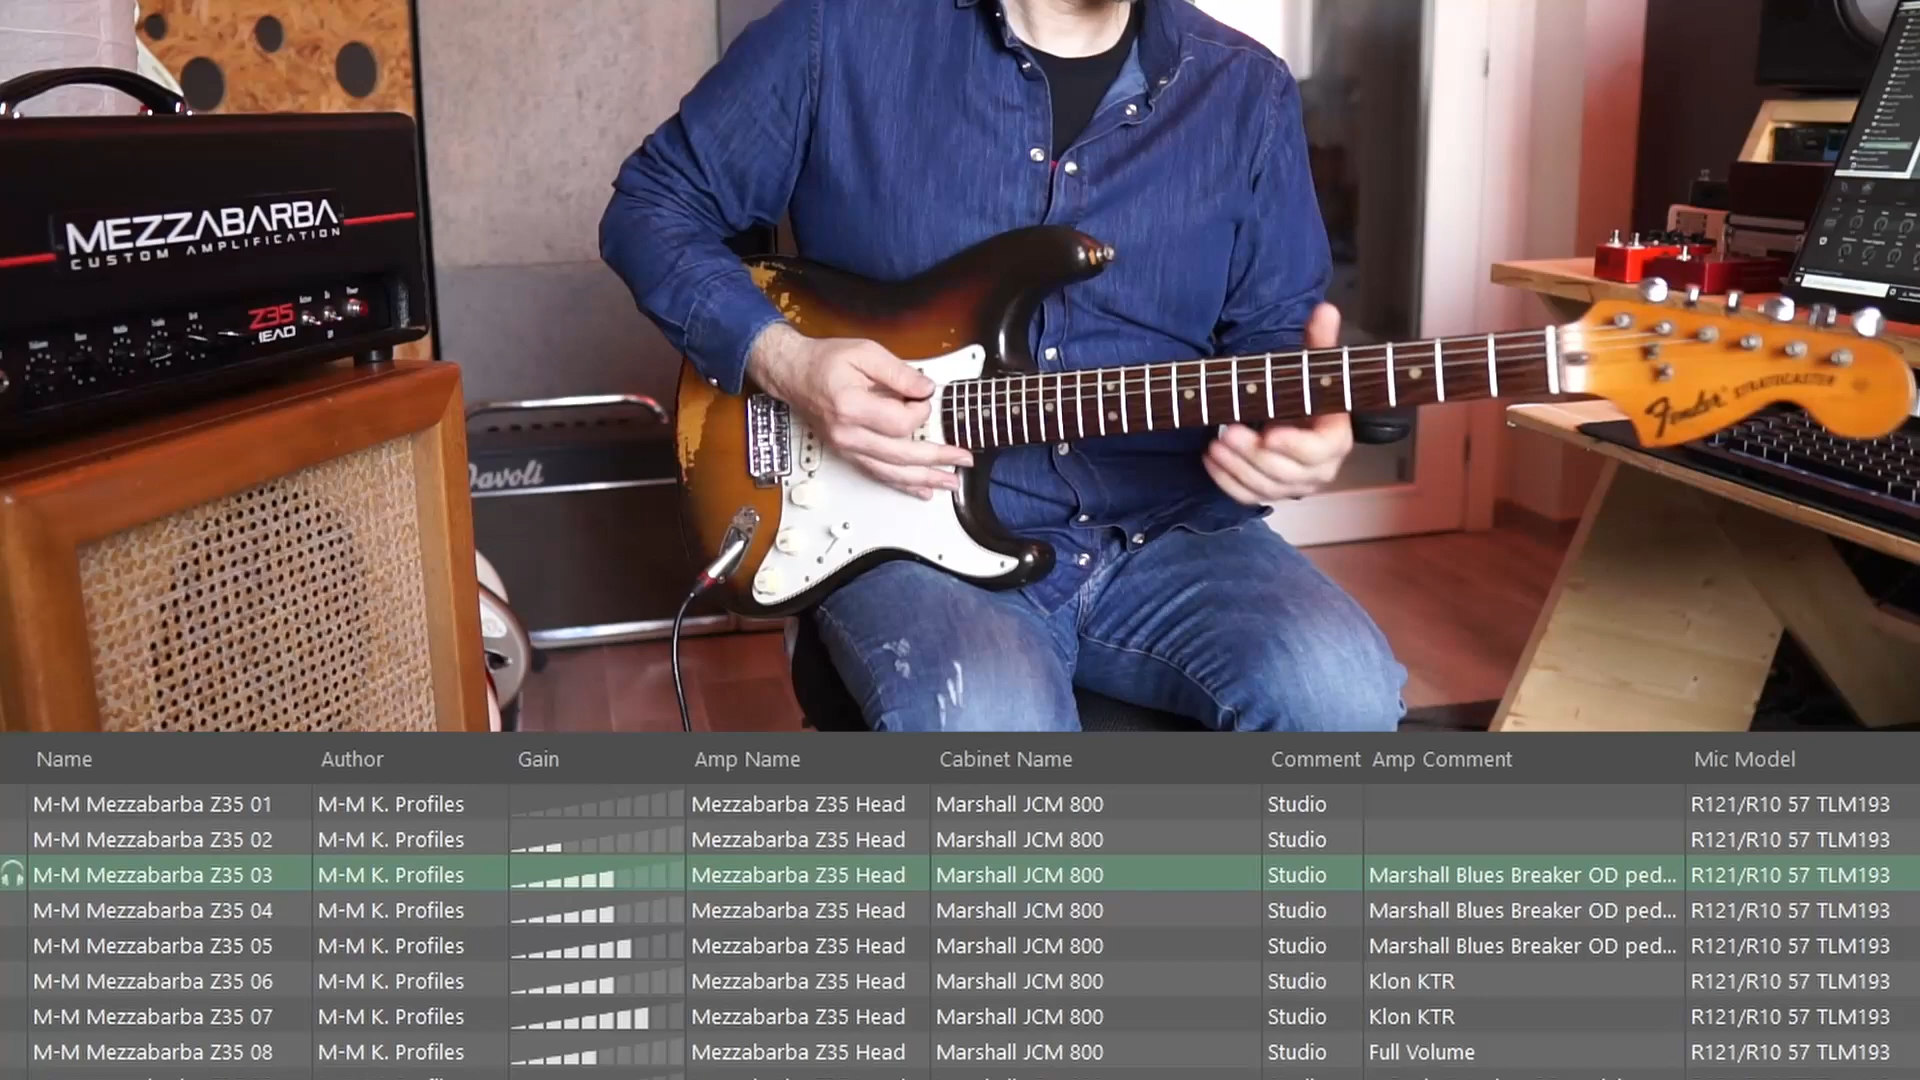 MEZZABARBA
CUSTOM AMPLIFICATION
Z35
HEAD
Davoli
Fender STRATOCASTER
Name Author Gain Amp Name Cabinet Name Comment Amp Comment Mic Model
M-M Mezzabarba Z35 01 M-M K. Profiles Mezzabarba Z35 Head Marshall JCM 800 Studio R121/R10 57 TLM193
M-M Mezzabarba Z35 02 M-M K. Profiles Mezzabarba Z35 Head Marshall JCM 800 Studio R121/R10 57 TLM193
M-M Mezzabarba Z35 03 M-M K. Profiles Mezzabarba Z35 Head Marshall JCM 800 Studio Marshall Blues Breaker OD ped... R121/R10 57 TLM193
M-M Mezzabarba Z35 04 M-M K. Profiles Mezzabarba Z35 Head Marshall JCM 800 Studio Marshall Blues Breaker OD ped... R121/R10 57 TLM193
M-M Mezzabarba Z35 05 M-M K. Profiles Mezzabarba Z35 Head Marshall JCM 800 Studio Marshall Blues Breaker OD ped... R121/R10 57 TLM193
M-M Mezzabarba Z35 06 M-M K. Profiles Mezzabarba Z35 Head Marshall JCM 800 Studio Klon KTR R121/R10 57 TLM193
M-M Mezzabarba Z35 07 M-M K. Profiles Mezzabarba Z35 Head Marshall JCM 800 Studio Klon KTR R121/R10 57 TLM193
M-M Mezzabarba Z35 08 M-M K. Profiles Mezzabarba Z35 Head Marshall JCM 800 Studio Full Volume R121/R10 57 TLM193